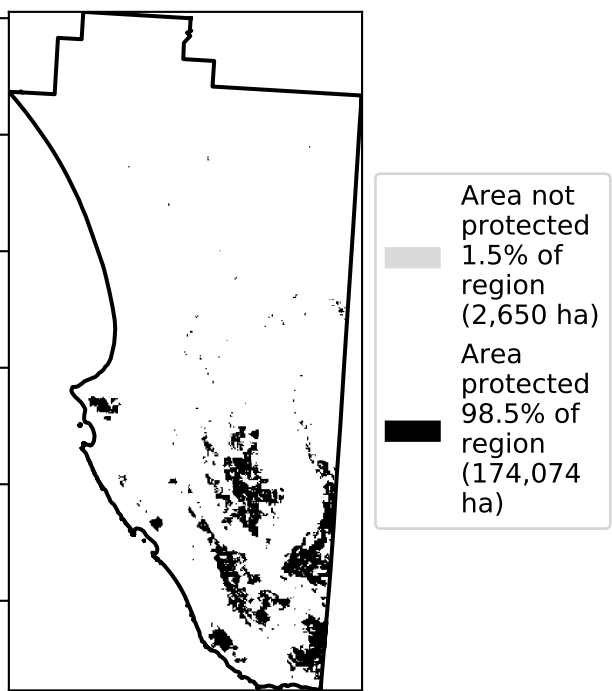 Area not
protected
1.5% of
region
(2,650 ha)
Area
protected
98.5% of
region
(174,074
ha)